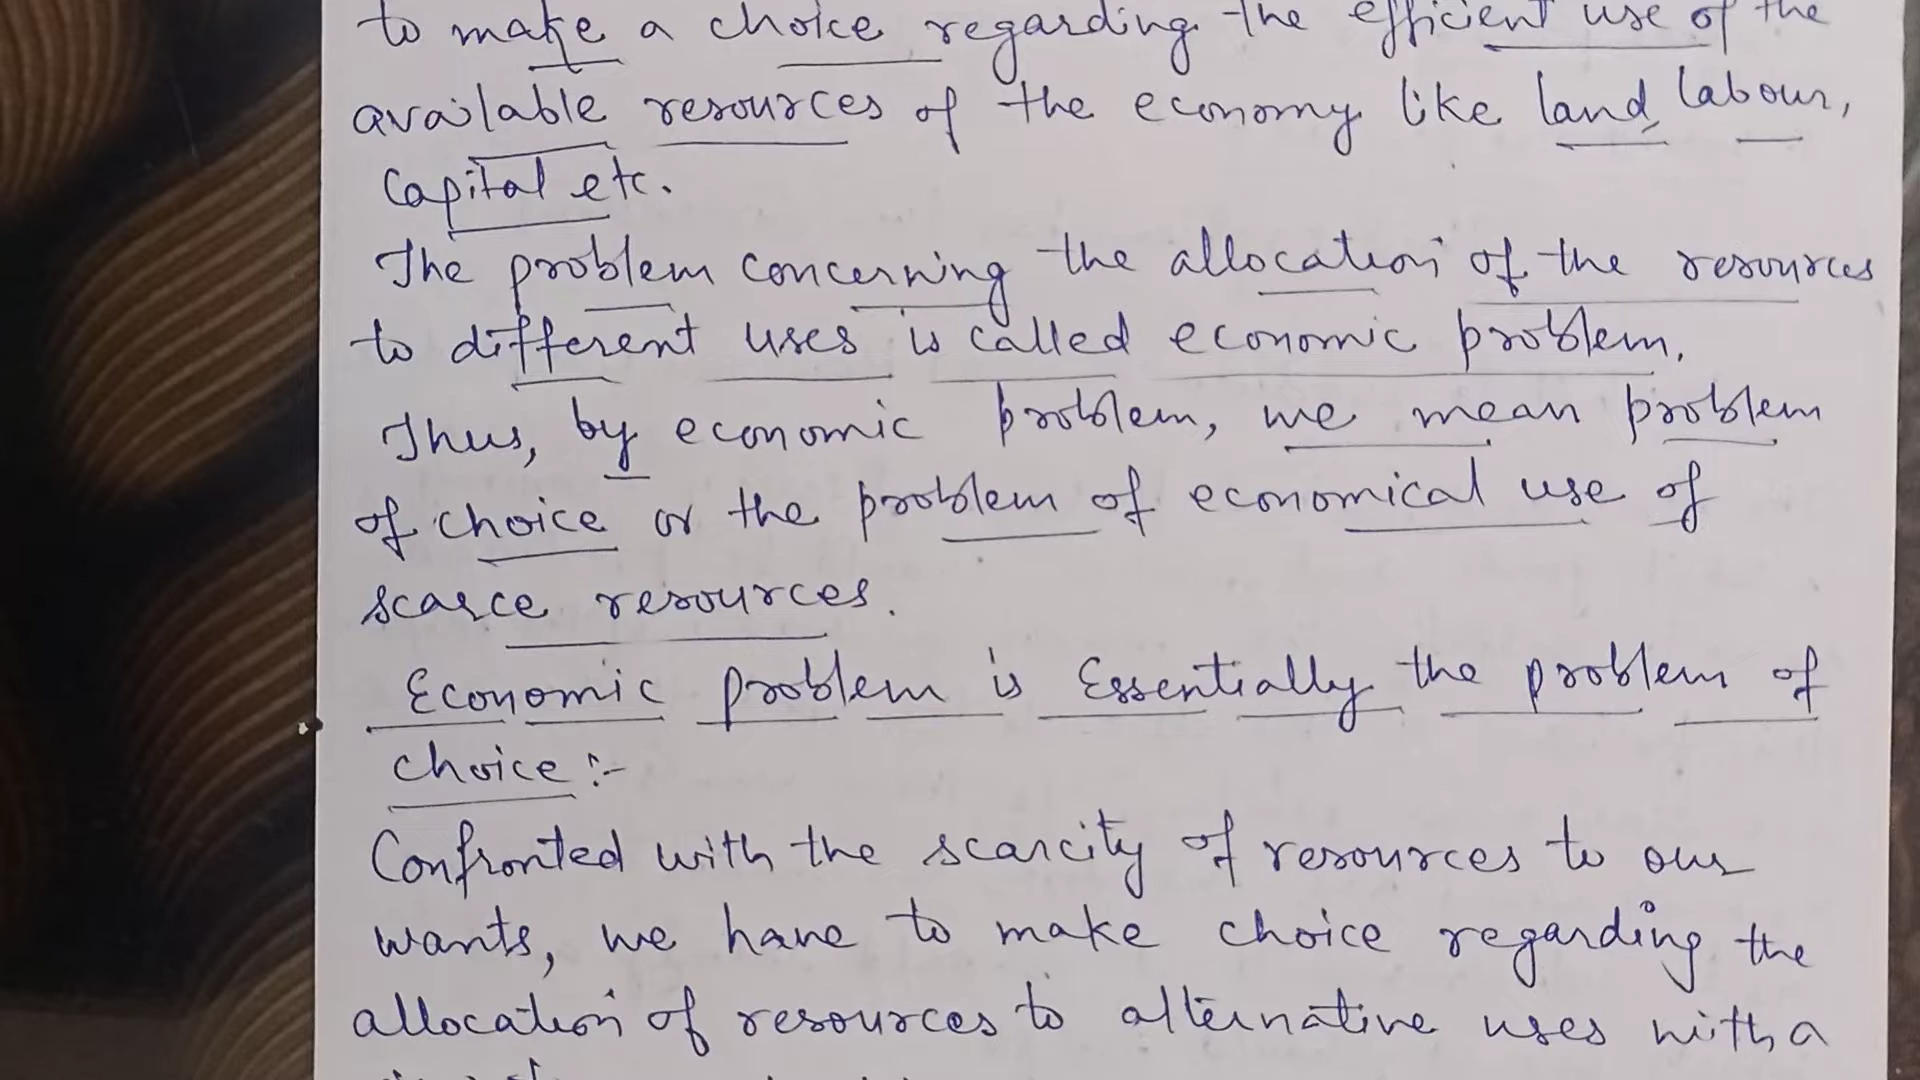 to make a choice regarding the efficient use of the
available resources of the economy like land, labour,
Capital etc.
The problem concerning the allocation of the resources
to different uses is called economic problem.
Thus, by economic problem, we mean problem
of choice or the problem of economical use of
scarce resources.
Economic problem is Essentially the problem of
choice :-
Confronted with the scarcity of resources to our
wants, we have to make choice regarding the
allocation of resources to alternative uses with a